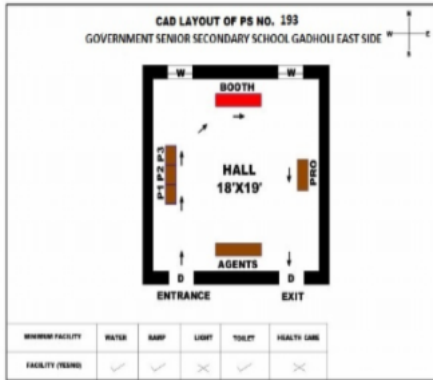 CAD LAYOUT OF PS NO. 193
GOVERNMENT SENIOR SECONDARY SCHOOL GADHOLI EAST SIDE
N
W E
S
W W
BOOTH
P1 P2 P3
HALL
18'X19'
PRO
AGENTS
D D
ENTRANCE EXIT
MINIMUM FACILITY WATER RAMP LIGHT TOILET HEALTH CARE
FACILITY (YES/NO) ✓ ✓ ✕ ✓ ✕